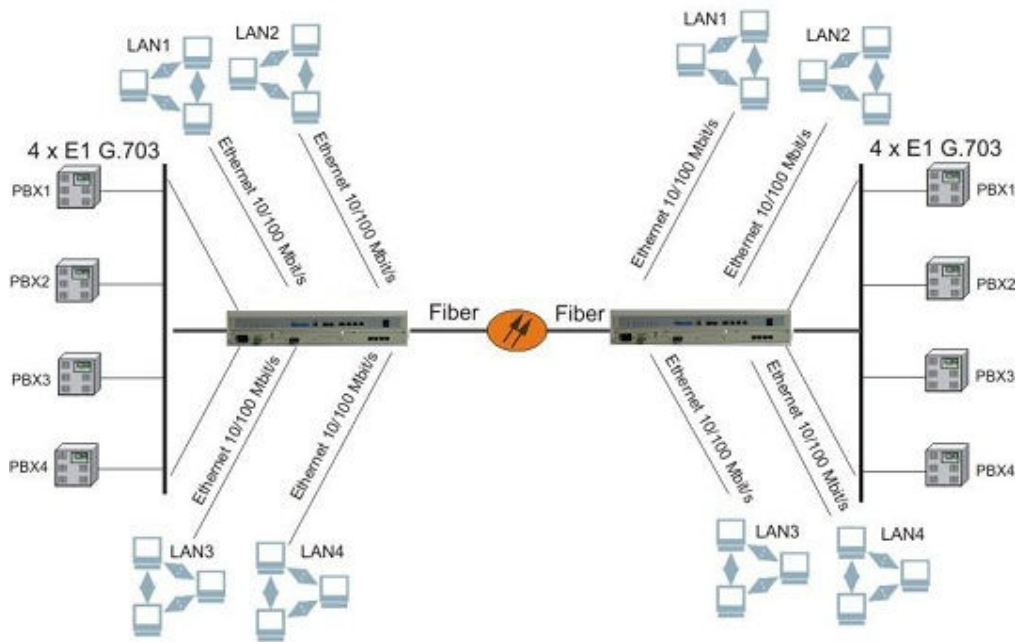 LAN1
LAN2
LAN1
LAN2
Ethernet 10/100 Mbit/s
Ethernet 10/100 Mbit/s
Ethernet 10/100 Mbit/s
Ethernet 10/100 Mbit/s
4 x E1 G.703
4 x E1 G.703
PBX1
PBX1
PBX2
PBX2
Fiber
Fiber
PBX3
PBX3
Ethernet 10/100 Mbit/s
Ethernet 10/100 Mbit/s
Ethernet 10/100 Mbit/s
Ethernet 10/100 Mbit/s
PBX4
PBX4
LAN3
LAN4
LAN3
LAN4